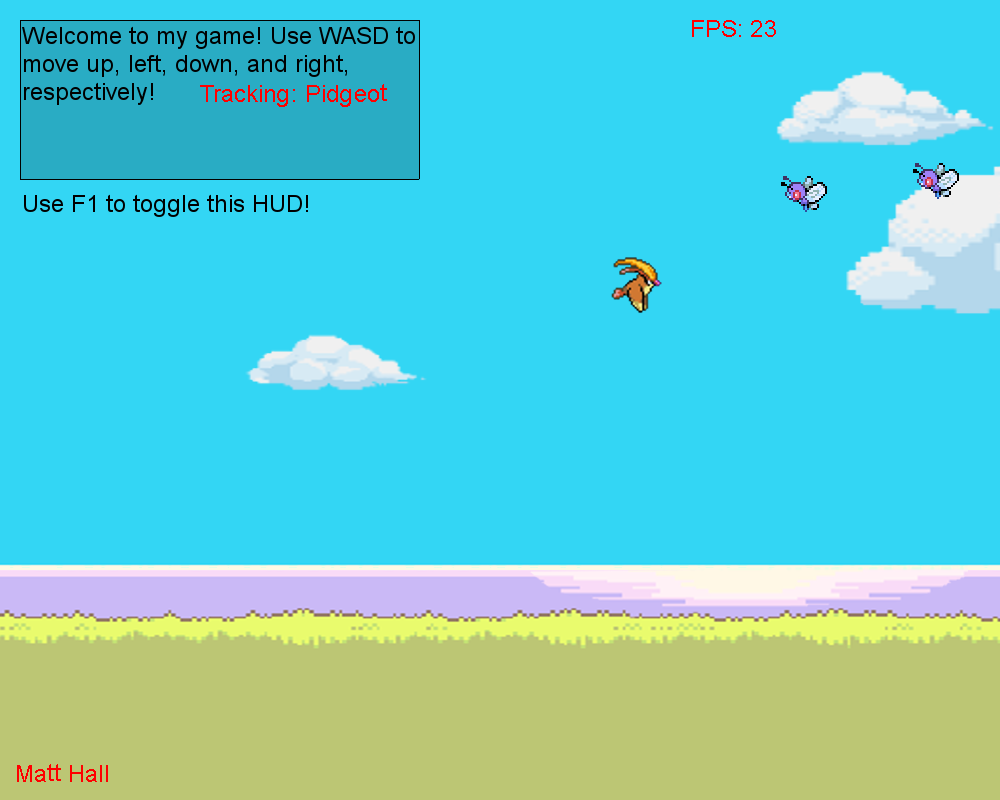 Welcome to my game! Use WASD to
move up, left, down, and right,
respectively!
Tracking: Pidgeot
Use F1 to toggle this HUD!
FPS: 23
Matt Hall